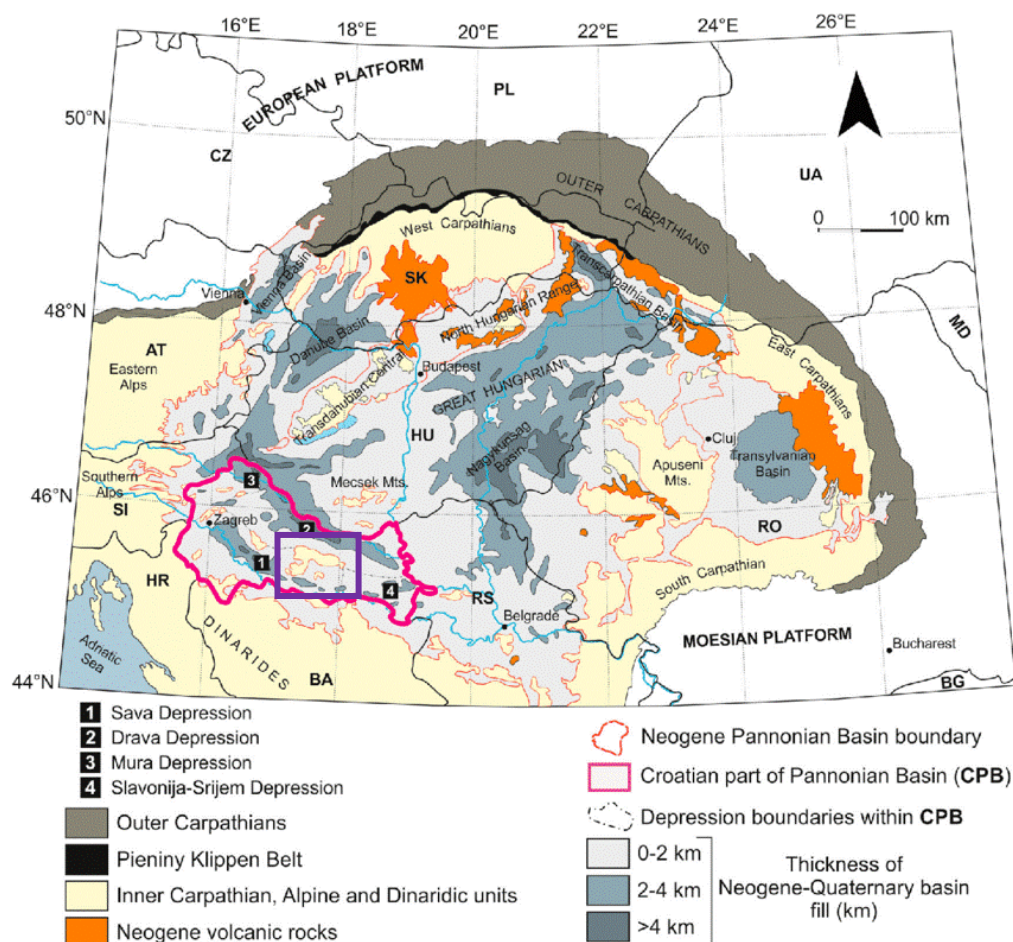 16°E
18°E
20°E
22°E
24°E
26°E
EUROPEAN PLATFORM
PL
50°N
CZ
UA
OUTER CARPATHIANS
0 100 km
West Carpathians
SK
Transcarpathian Basin
Vienna
Vienna Basin
North Hungarian Range
48°N
MD
Danube Basin
AT
Eastern
Alps
Budapest
East Carpathians
Transdanubian Central
GREAT HUNGARIAN
HU
Nagykunsag
Basin
Cluj
Transylvanian
Basin
Apuseni
Mts.
Mecsek Mts.
46°N
Southern
Alps
3
SI
Zagreb
2
RO
1
HR
4
RS
South Carpathian
Belgrade
DINARIDES
MOESIAN PLATFORM
Adriatic
Sea
Bucharest
BA
44°N
BG
1 Sava Depression
2 Drava Depression
3 Mura Depression
4 Slavonija-Srijem Depression
Outer Carpathians
Pieniny Klippen Belt
Inner Carpathian, Alpine and Dinaridic units
Neogene volcanic rocks
Neogene Pannonian Basin boundary
Croatian part of Pannonian Basin (CPB)
Depression boundaries within CPB
0-2 km
2-4 km
>4 km
Thickness of
Neogene-Quaternary basin
fill (km)